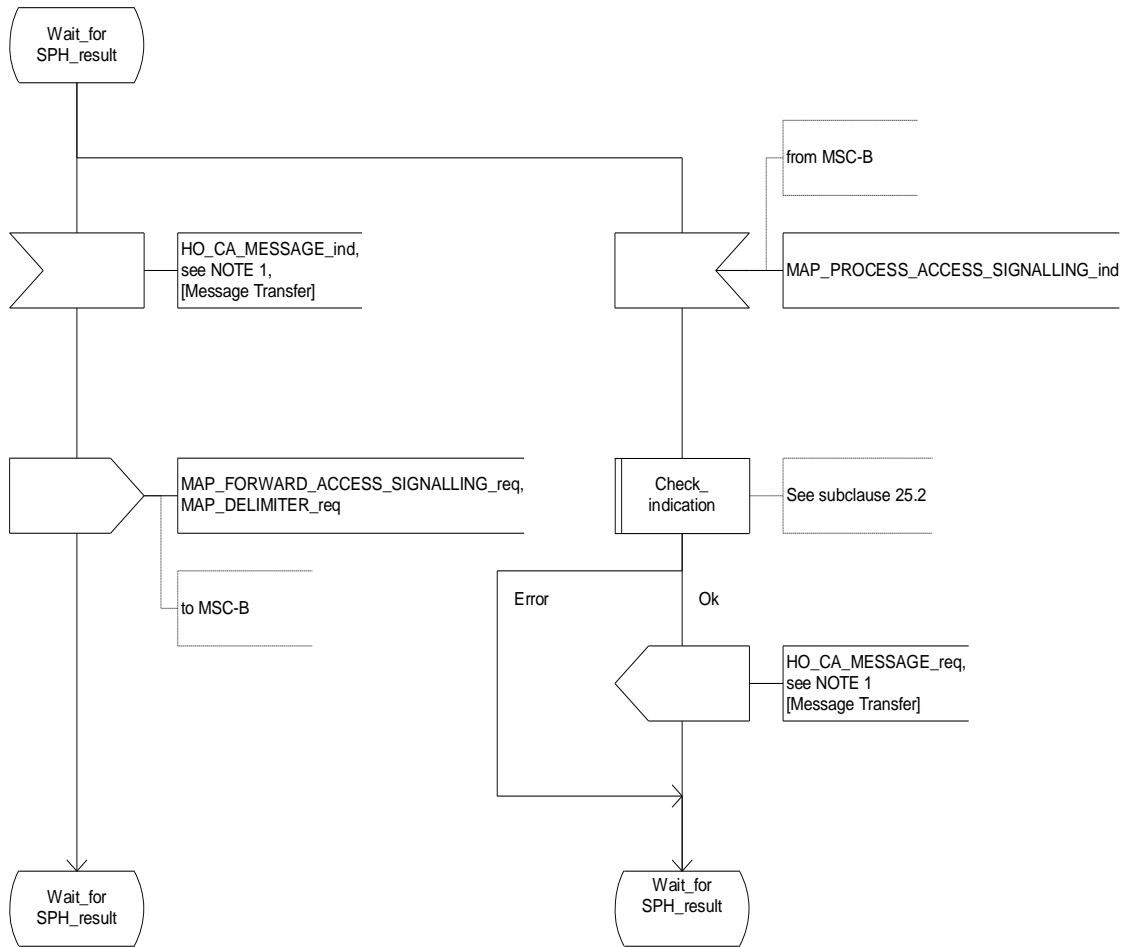 Wait_for
SPH_result
from MSC-B
HO_CA_MESSAGE_ind,
see NOTE 1,
[Message Transfer]
MAP_PROCESS_ACCESS_SIGNALLING_ind
MAP_FORWARD_ACCESS_SIGNALLING_req,
MAP_DELIMITER_req
Check_
indication
See subclause 25.2
to MSC-B
Error
Ok
HO_CA_MESSAGE_req,
see NOTE 1
[Message Transfer]
Wait_for
SPH_result
Wait_for
SPH_result